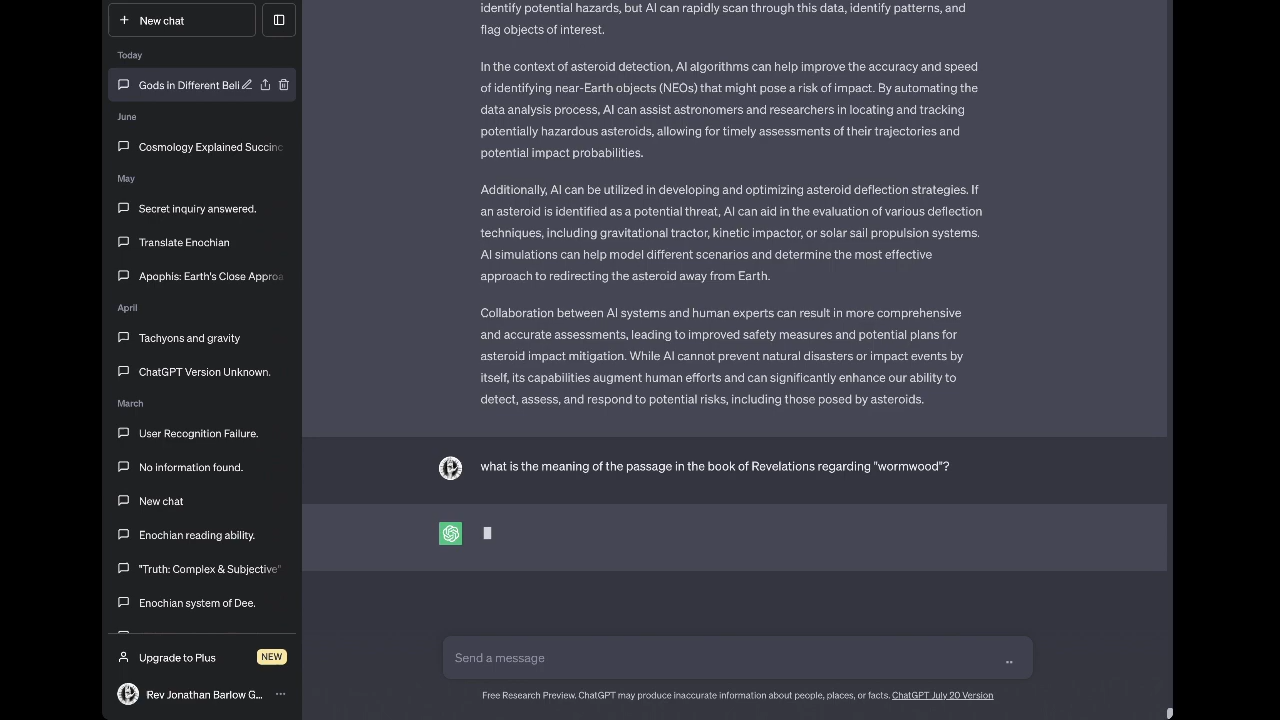 New chat
Today
Gods in Different Beli
June
Cosmology Explained Succinc
May
Secret inquiry answered.
Translate Enochian
Apophis: Earth's Close Approa
April
Tachyons and gravity
ChatGPT Version Unknown.
March
User Recognition Failure.
No information found.
New chat
Enochian reading ability.
"Truth: Complex & Subjective"
Enochian system of Dee.
Upgrade to Plus
NEW
Rev Jonathan Barlow G...
identify potential hazards, but AI can rapidly scan through this data, identify patterns, and
flag objects of interest.
In the context of asteroid detection, AI algorithms can help improve the accuracy and speed
of identifying near-Earth objects (NEOs) that might pose a risk of impact. By automating the
data analysis process, AI can assist astronomers and researchers in locating and tracking
potentially hazardous asteroids, allowing for timely assessments of their trajectories and
potential impact probabilities.
Additionally, AI can be utilized in developing and optimizing asteroid deflection strategies. If
an asteroid is identified as a potential threat, AI can aid in the evaluation of various deflection
techniques, including gravitational tractor, kinetic impactor, or solar sail propulsion systems.
AI simulations can help model different scenarios and determine the most effective
approach to redirecting the asteroid away from Earth.
Collaboration between AI systems and human experts can result in more comprehensive
and accurate assessments, leading to improved safety measures and potential plans for
asteroid impact mitigation. While AI cannot prevent natural disasters or impact events by
itself, its capabilities augment human efforts and can significantly enhance our ability to
detect, assess, and respond to potential risks, including those posed by asteroids.
what is the meaning of the passage in the book of Revelations regarding "wormwood"?
Send a message
Free Research Preview. ChatGPT may produce inaccurate information about people, places, or facts. ChatGPT July 20 Version